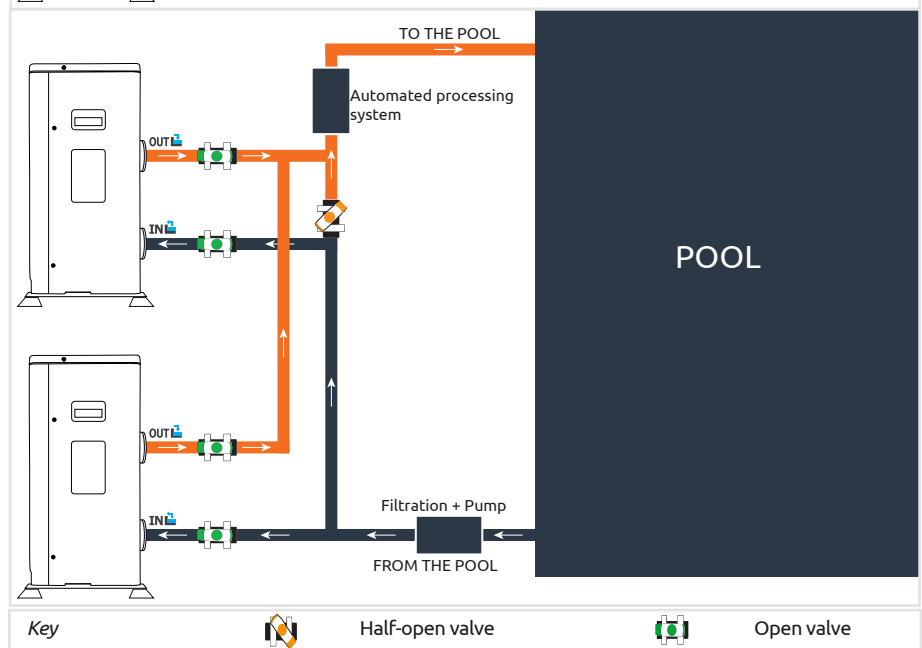 TO THE POOL
Automated processing
system
OUT
IN
POOL
OUT
Filtration + Pump
IN
FROM THE POOL
Key
Half-open valve
Open valve